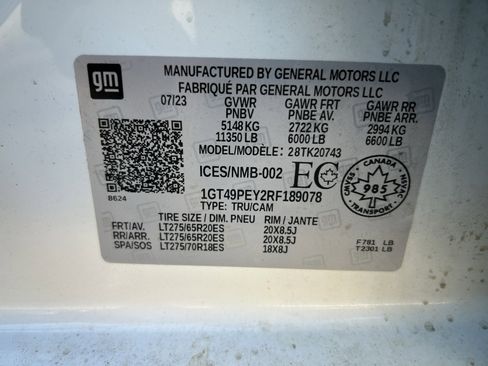 gm
MANUFACTURED BY GENERAL MOTORS LLC
FABRIQUÉ PAR GENERAL MOTORS LLC
07/23 GVWR GAWR FRT GAWR RR
PNBV PNBE AV. PNBE ARR.
5148 KG 2722 KG 2994 KG
11350 LB 6000 LB 6600 LB
MODEL/MODÈLE: 28TK20743
ICES/NMB-002 EC
CANADA
CMVSS 985 NSVAC
TRANSPORT
1GT49PEY2RF189078
8624
TYPE: TRU/CAM
TIRE SIZE / DIM. PNEU RIM / JANTE
FRT/AV. LT275/65R20ES 20X8.5J
RR/ARR. LT275/65R20ES 20X8.5J
SPA/SOS LT275/70R18ES 18X8J
F781 LB
T2301 LB